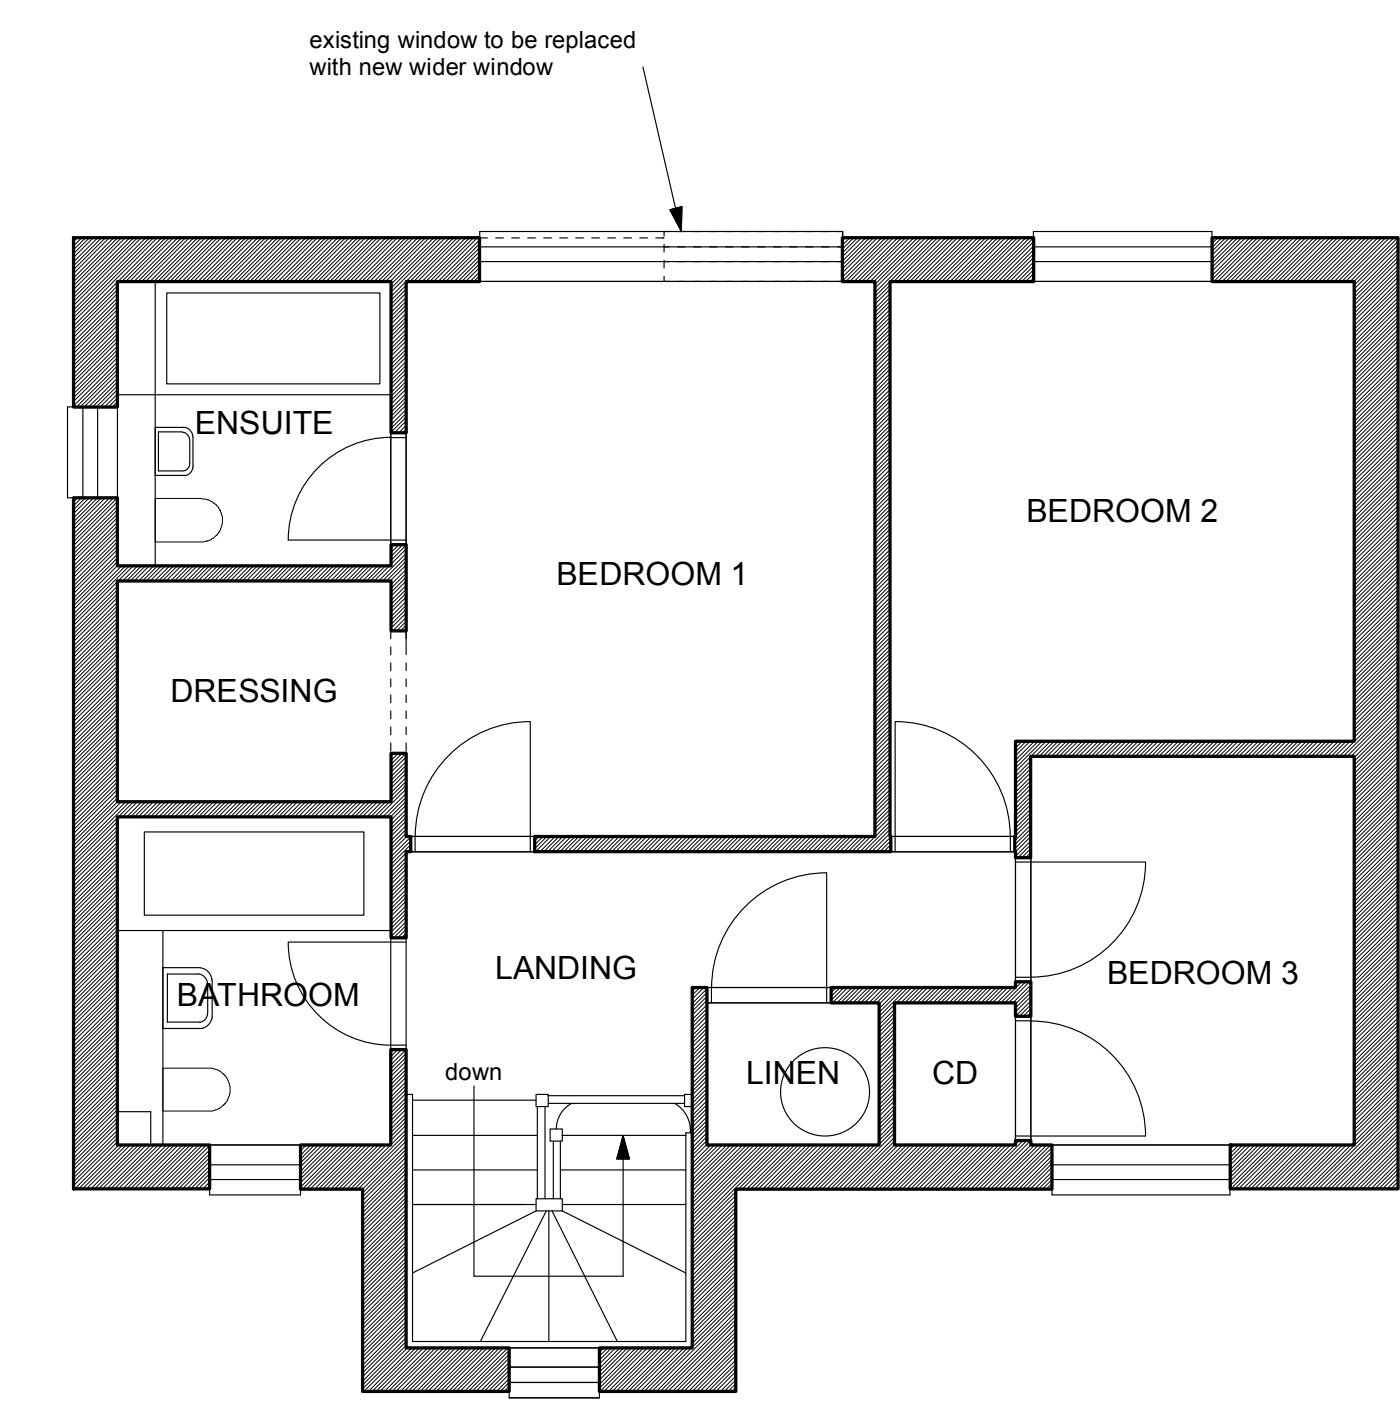 existing window to be replaced
with new wider window
ENSUITE
BEDROOM 2
BEDROOM 1
DRESSING
LANDING
BEDROOM 3
BATHROOM
down
LINEN
CD